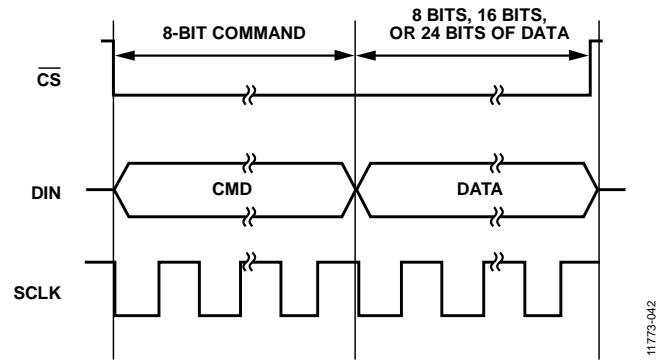 8-BIT COMMAND
8 BITS, 16 BITS,
OR 24 BITS OF DATA
CS
DIN
CMD
DATA
SCLK
11773-042